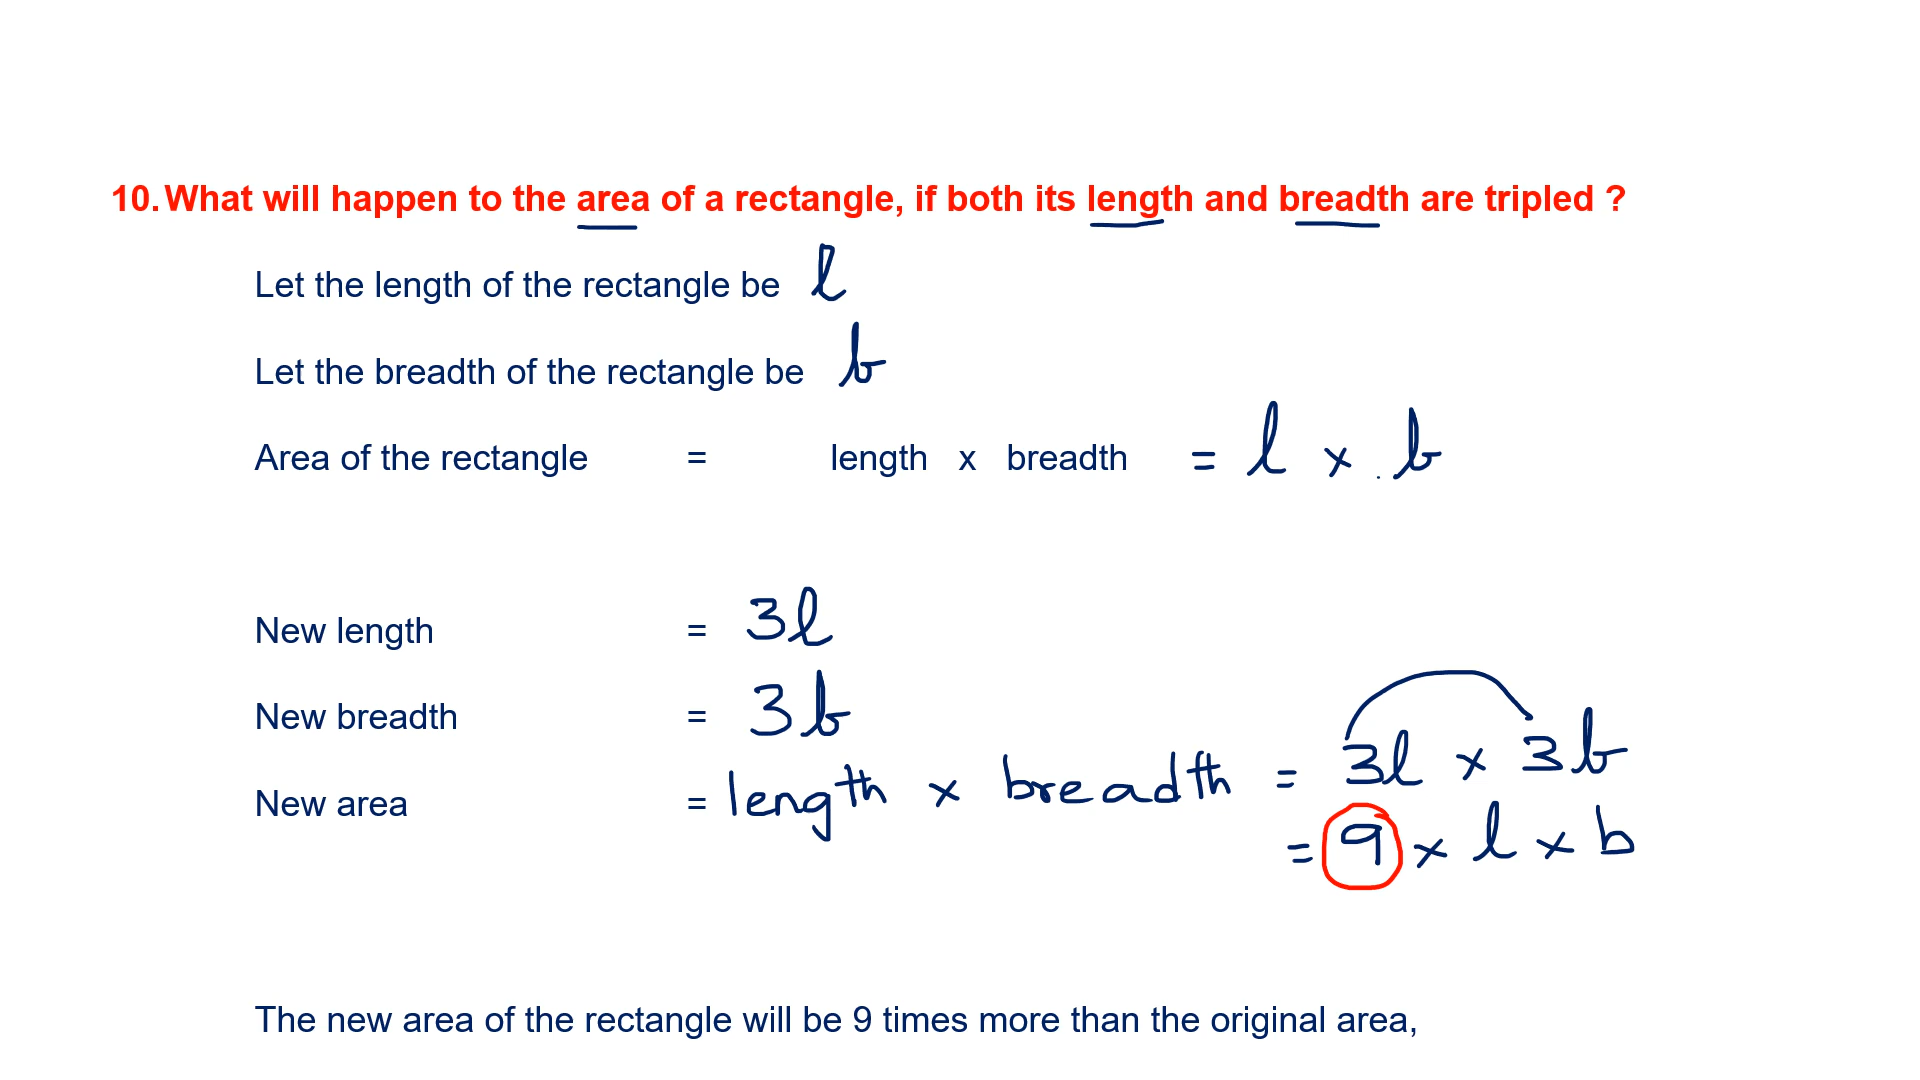 10. What will happen to the area of a rectangle, if both its length and breadth are tripled ?
Let the length of the rectangle be l
Let the breadth of the rectangle be b
Area of the rectangle = length x breadth = l x b
New length = 3l
New breadth = 3b
New area = length x breadth = 3l x 3b
= 9 x l x b
The new area of the rectangle will be 9 times more than the original area,